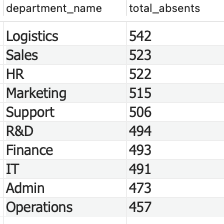 department_name total_absents
Logistics 542
Sales 523
HR 522
Marketing 515
Support 506
R&D 494
Finance 493
IT 491
Admin 473
Operations 457